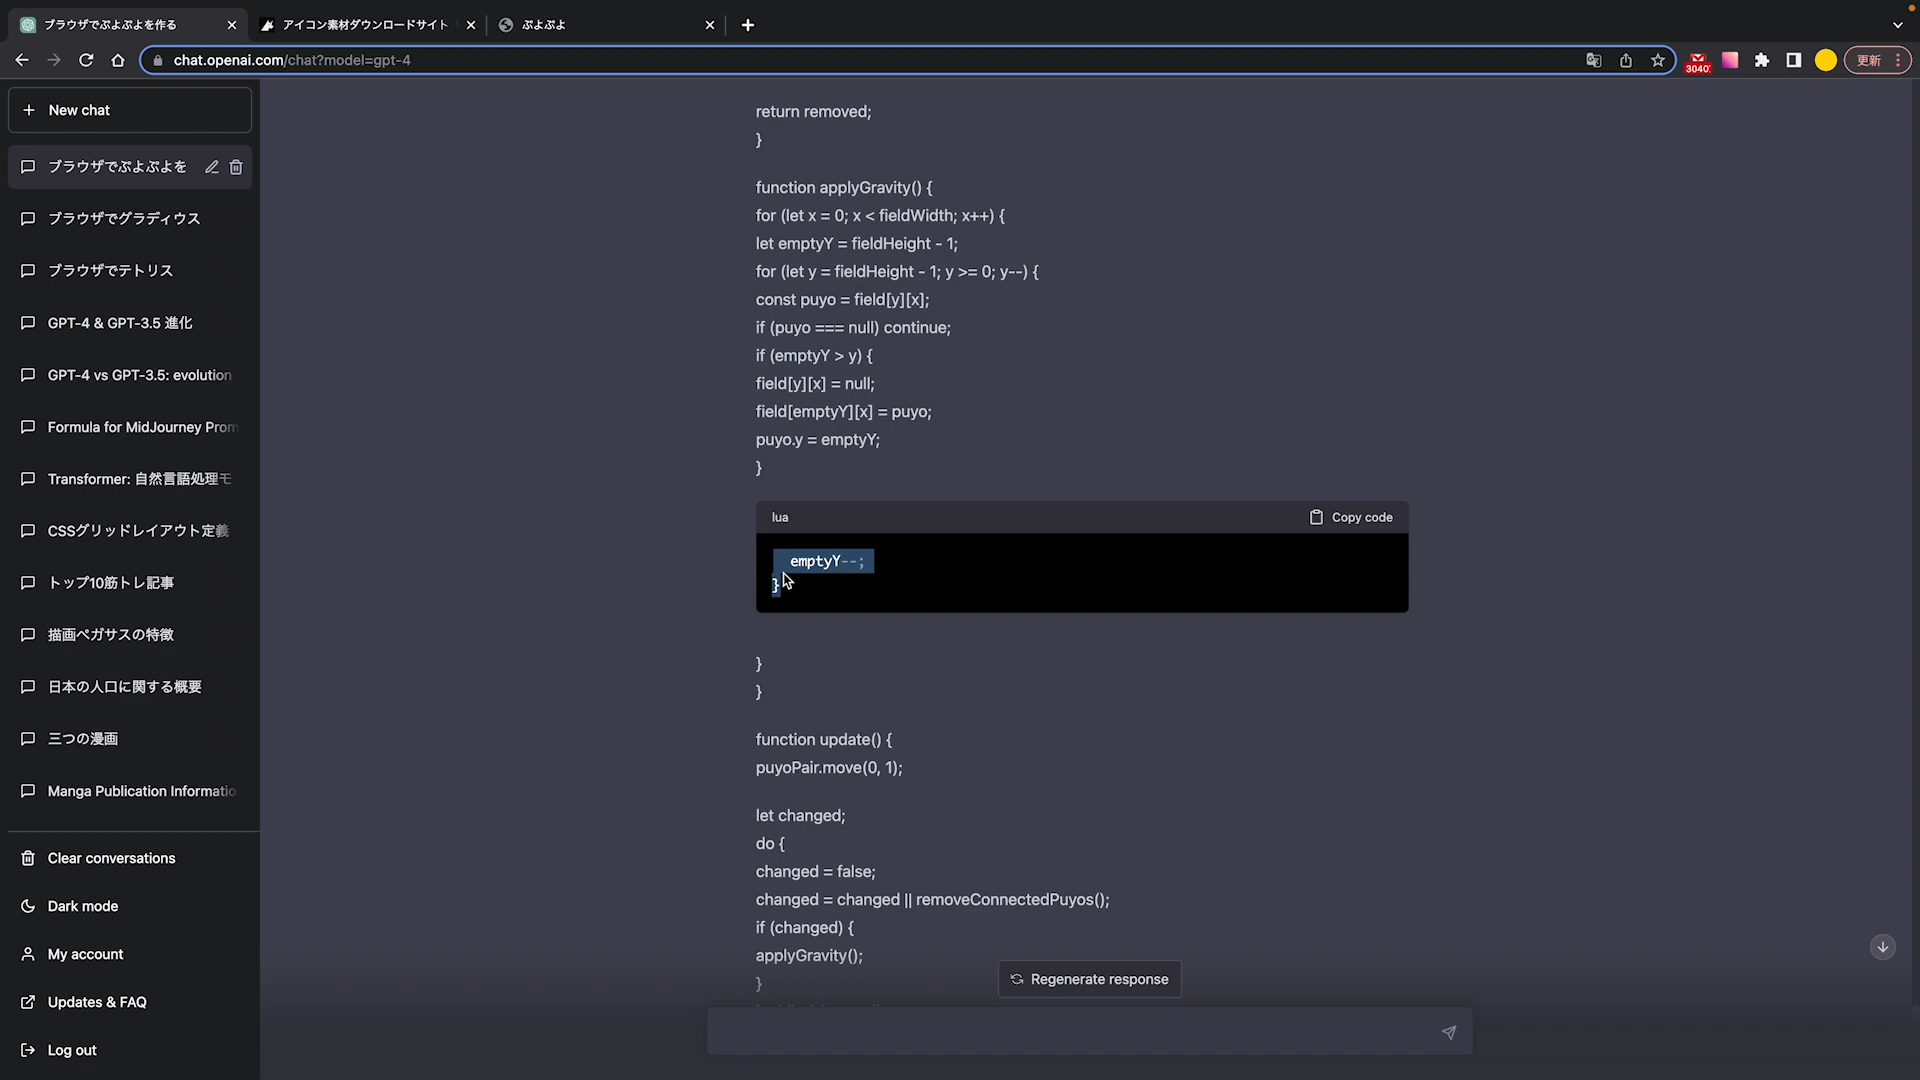 ブラウザでぷよぷよを作る
アイコン素材ダウンロードサイト
ぷよぷよ
chat.openai.com/chat?model=gpt-4
3040
更新
New chat
ブラウザでぷよぷよを
ブラウザでグラディウス
ブラウザでテトリス
GPT-4 & GPT-3.5 進化
GPT-4 vs GPT-3.5: evolution
Formula for MidJourney Prom
Transformer: 自然言語処理モ
CSSグリッドレイアウト定義
トップ10筋トレ記事
描画ペガサスの特徴
日本の人口に関する概要
三つの漫画
Manga Publication Informatio
Clear conversations
Dark mode
My account
Updates & FAQ
Log out
return removed;
}
function applyGravity() {
for (let x = 0; x < fieldWidth; x++) {
let emptyY = fieldHeight - 1;
for (let y = fieldHeight - 1; y >= 0; y--) {
const puyo = field[y][x];
if (puyo === null) continue;
if (emptyY > y) {
field[y][x] = null;
field[emptyY][x] = puyo;
puyo.y = emptyY;
}
lua
Copy code
emptyY--;
}
}
}
function update() {
puyoPair.move(0, 1);
let changed;
do {
changed = false;
changed = changed || removeConnectedPuyos();
if (changed) {
applyGravity();
}
Regenerate response